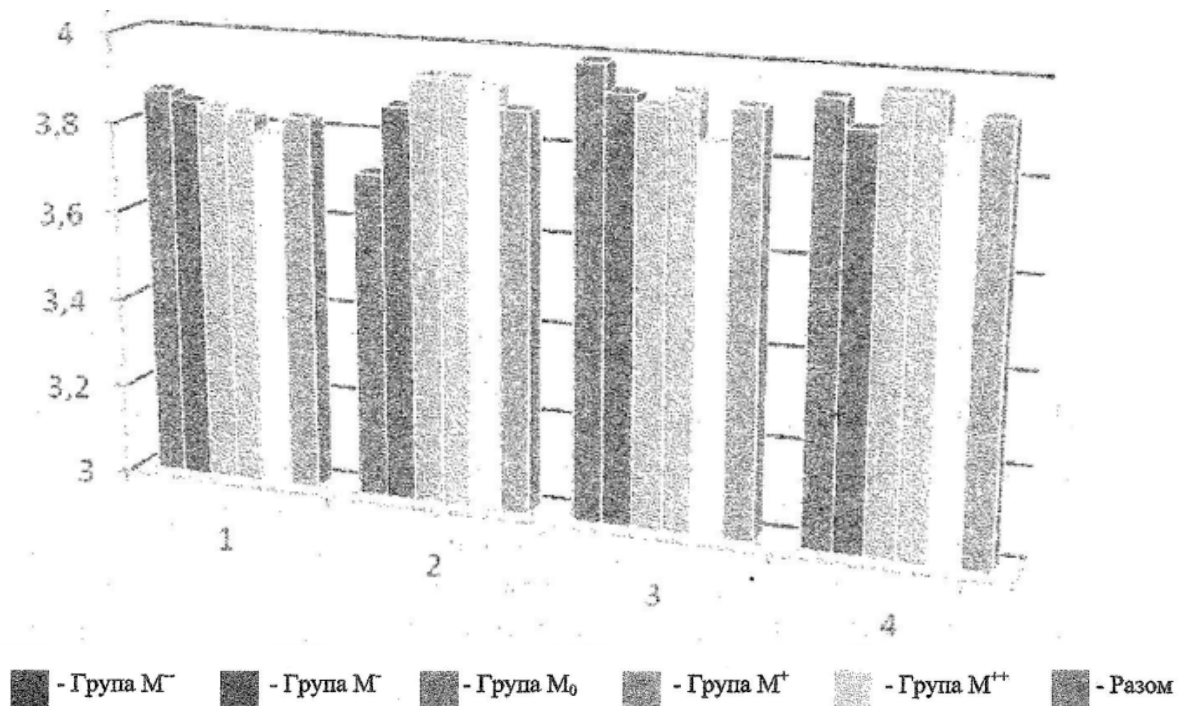 4
3,8
3,6
3,4
3,2
3
1
2
3
4
- Група М⁻⁻
- Група М⁻
- Група М₀
- Група М⁺
- Група М⁺⁺
- Разом